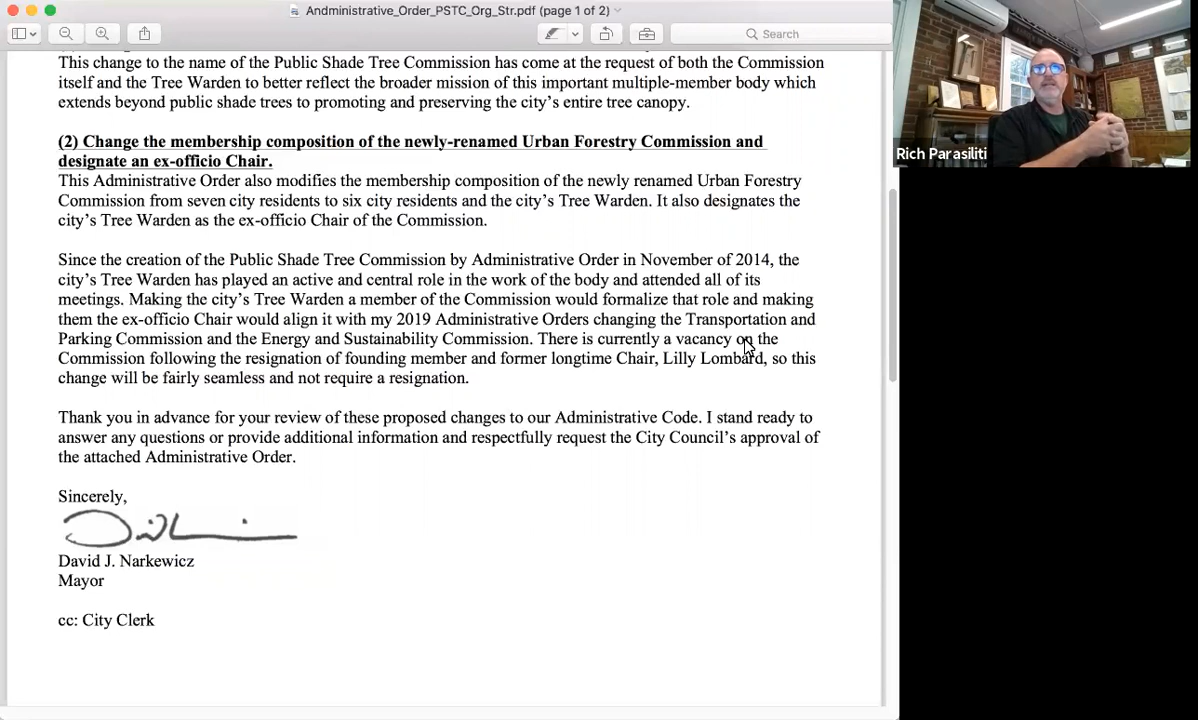 Andministrative_Order_PSTC_Org_Str.pdf (page 1 of 2)
Search
This change to the name of the Public Shade Tree Commission has come at the request of both the Commission
itself and the Tree Warden to better reflect the broader mission of this important multiple-member body which
extends beyond public shade trees to promoting and preserving the city's entire tree canopy.
(2) Change the membership composition of the newly-renamed Urban Forestry Commission and
designate an ex-officio Chair.
This Administrative Order also modifies the membership composition of the newly renamed Urban Forestry
Commission from seven city residents to six city residents and the city's Tree Warden. It also designates the
city's Tree Warden as the ex-officio Chair of the Commission.
Since the creation of the Public Shade Tree Commission by Administrative Order in November of 2014, the
city's Tree Warden has played an active and central role in the work of the body and attended all of its
meetings. Making the city's Tree Warden a member of the Commission would formalize that role and making
them the ex-officio Chair would align it with my 2019 Administrative Orders changing the Transportation and
Parking Commission and the Energy and Sustainability Commission. There is currently a vacancy on the
Commission following the resignation of founding member and former longtime Chair, Lilly Lombard, so this
change will be fairly seamless and not require a resignation.
Thank you in advance for your review of these proposed changes to our Administrative Code. I stand ready to
answer any questions or provide additional information and respectfully request the City Council's approval of
the attached Administrative Order.
Sincerely,
David J. Narkewicz
Mayor
cc: City Clerk
Rich Parasiliti